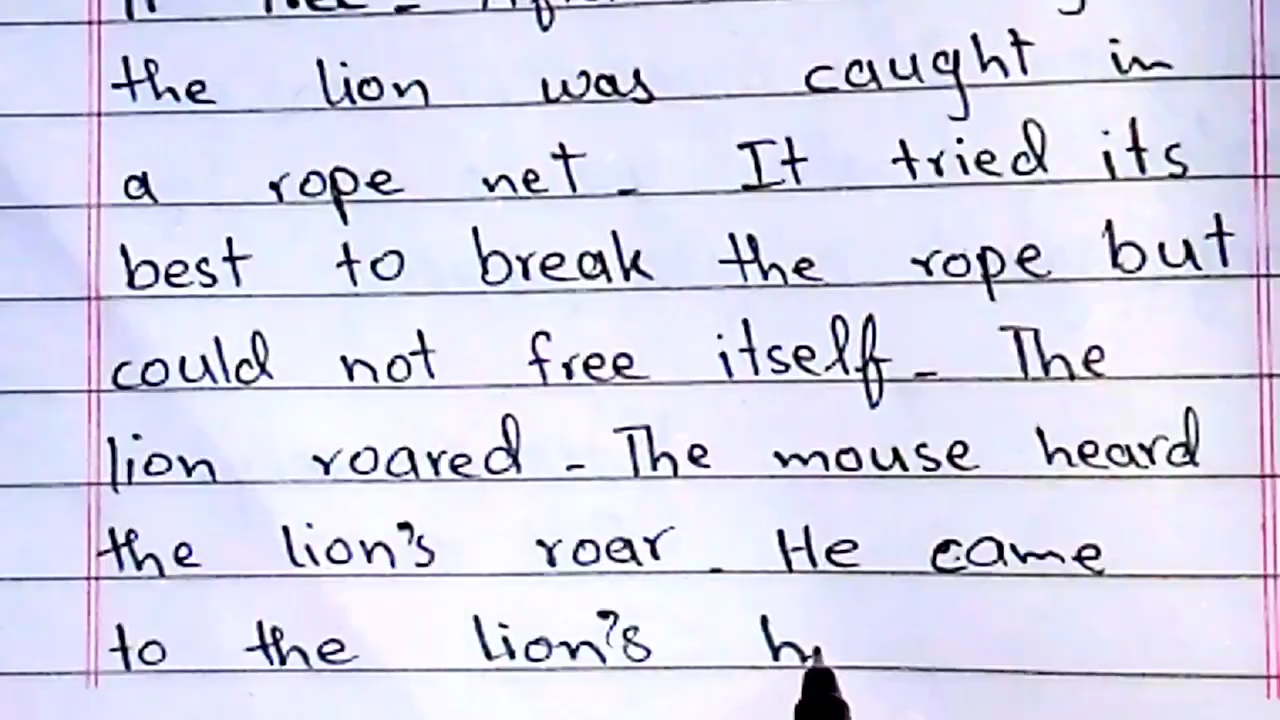 the lion was caught in
a rope net. It tried its
best to break the rope but
could not free itself. The
lion roared. The mouse heard
the lion's roar. He came
to the lion's h